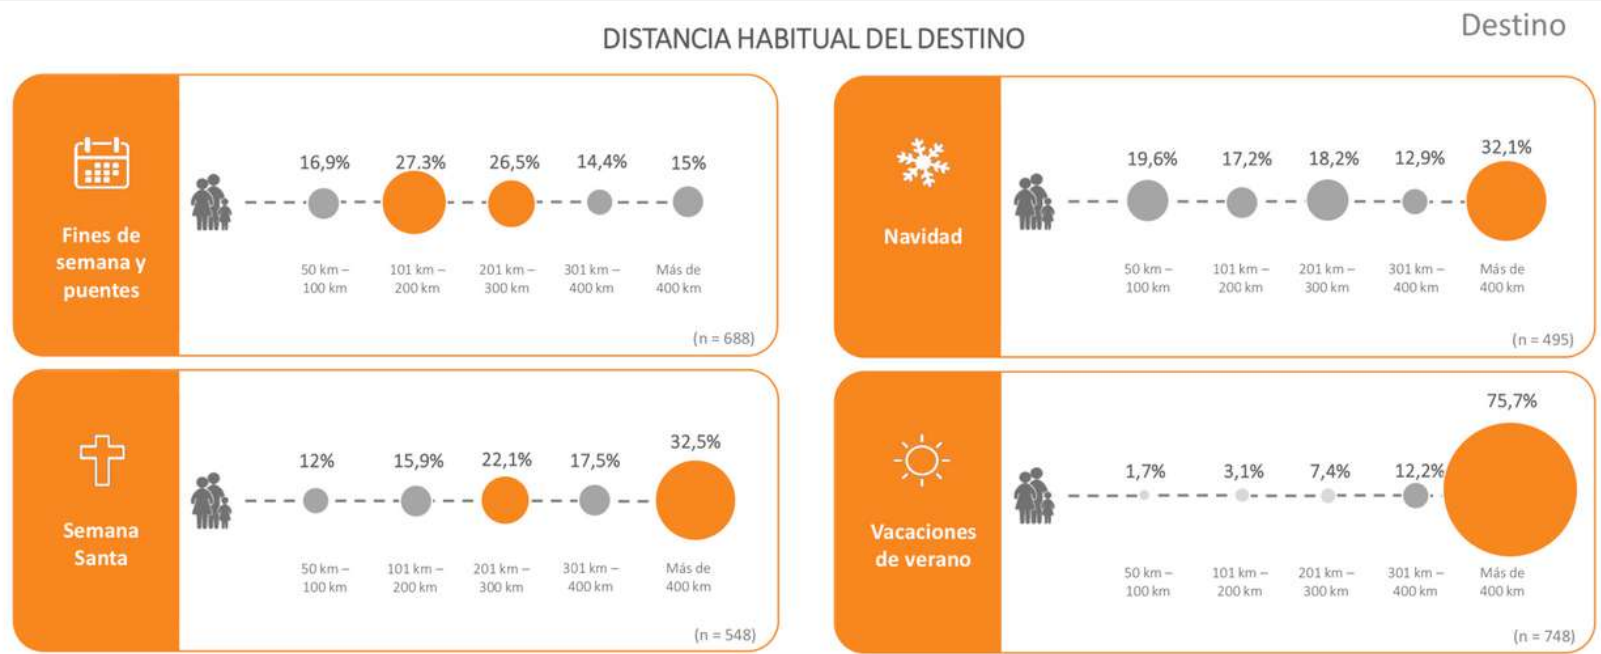 Destino
DISTANCIA HABITUAL DEL DESTINO
Fines de
semana y
puentes
16,9% 27.3% 26,5% 14,4% 15%
50 km – 101 km – 201 km – 301 km – Más de
100 km 200 km 300 km 400 km 400 km
(n = 688)
Navidad
19,6% 17,2% 18,2% 12,9% 32,1%
50 km – 101 km – 201 km – 301 km – Más de
100 km 200 km 300 km 400 km 400 km
(n = 495)
Semana
Santa
12% 15,9% 22,1% 17,5% 32,5%
50 km – 101 km – 201 km – 301 km – Más de
100 km 200 km 300 km 400 km 400 km
(n = 548)
Vacaciones
de verano
1,7% 3,1% 7,4% 12,2% 75,7%
50 km – 101 km – 201 km – 301 km – Más de
100 km 200 km 300 km 400 km 400 km
(n = 748)